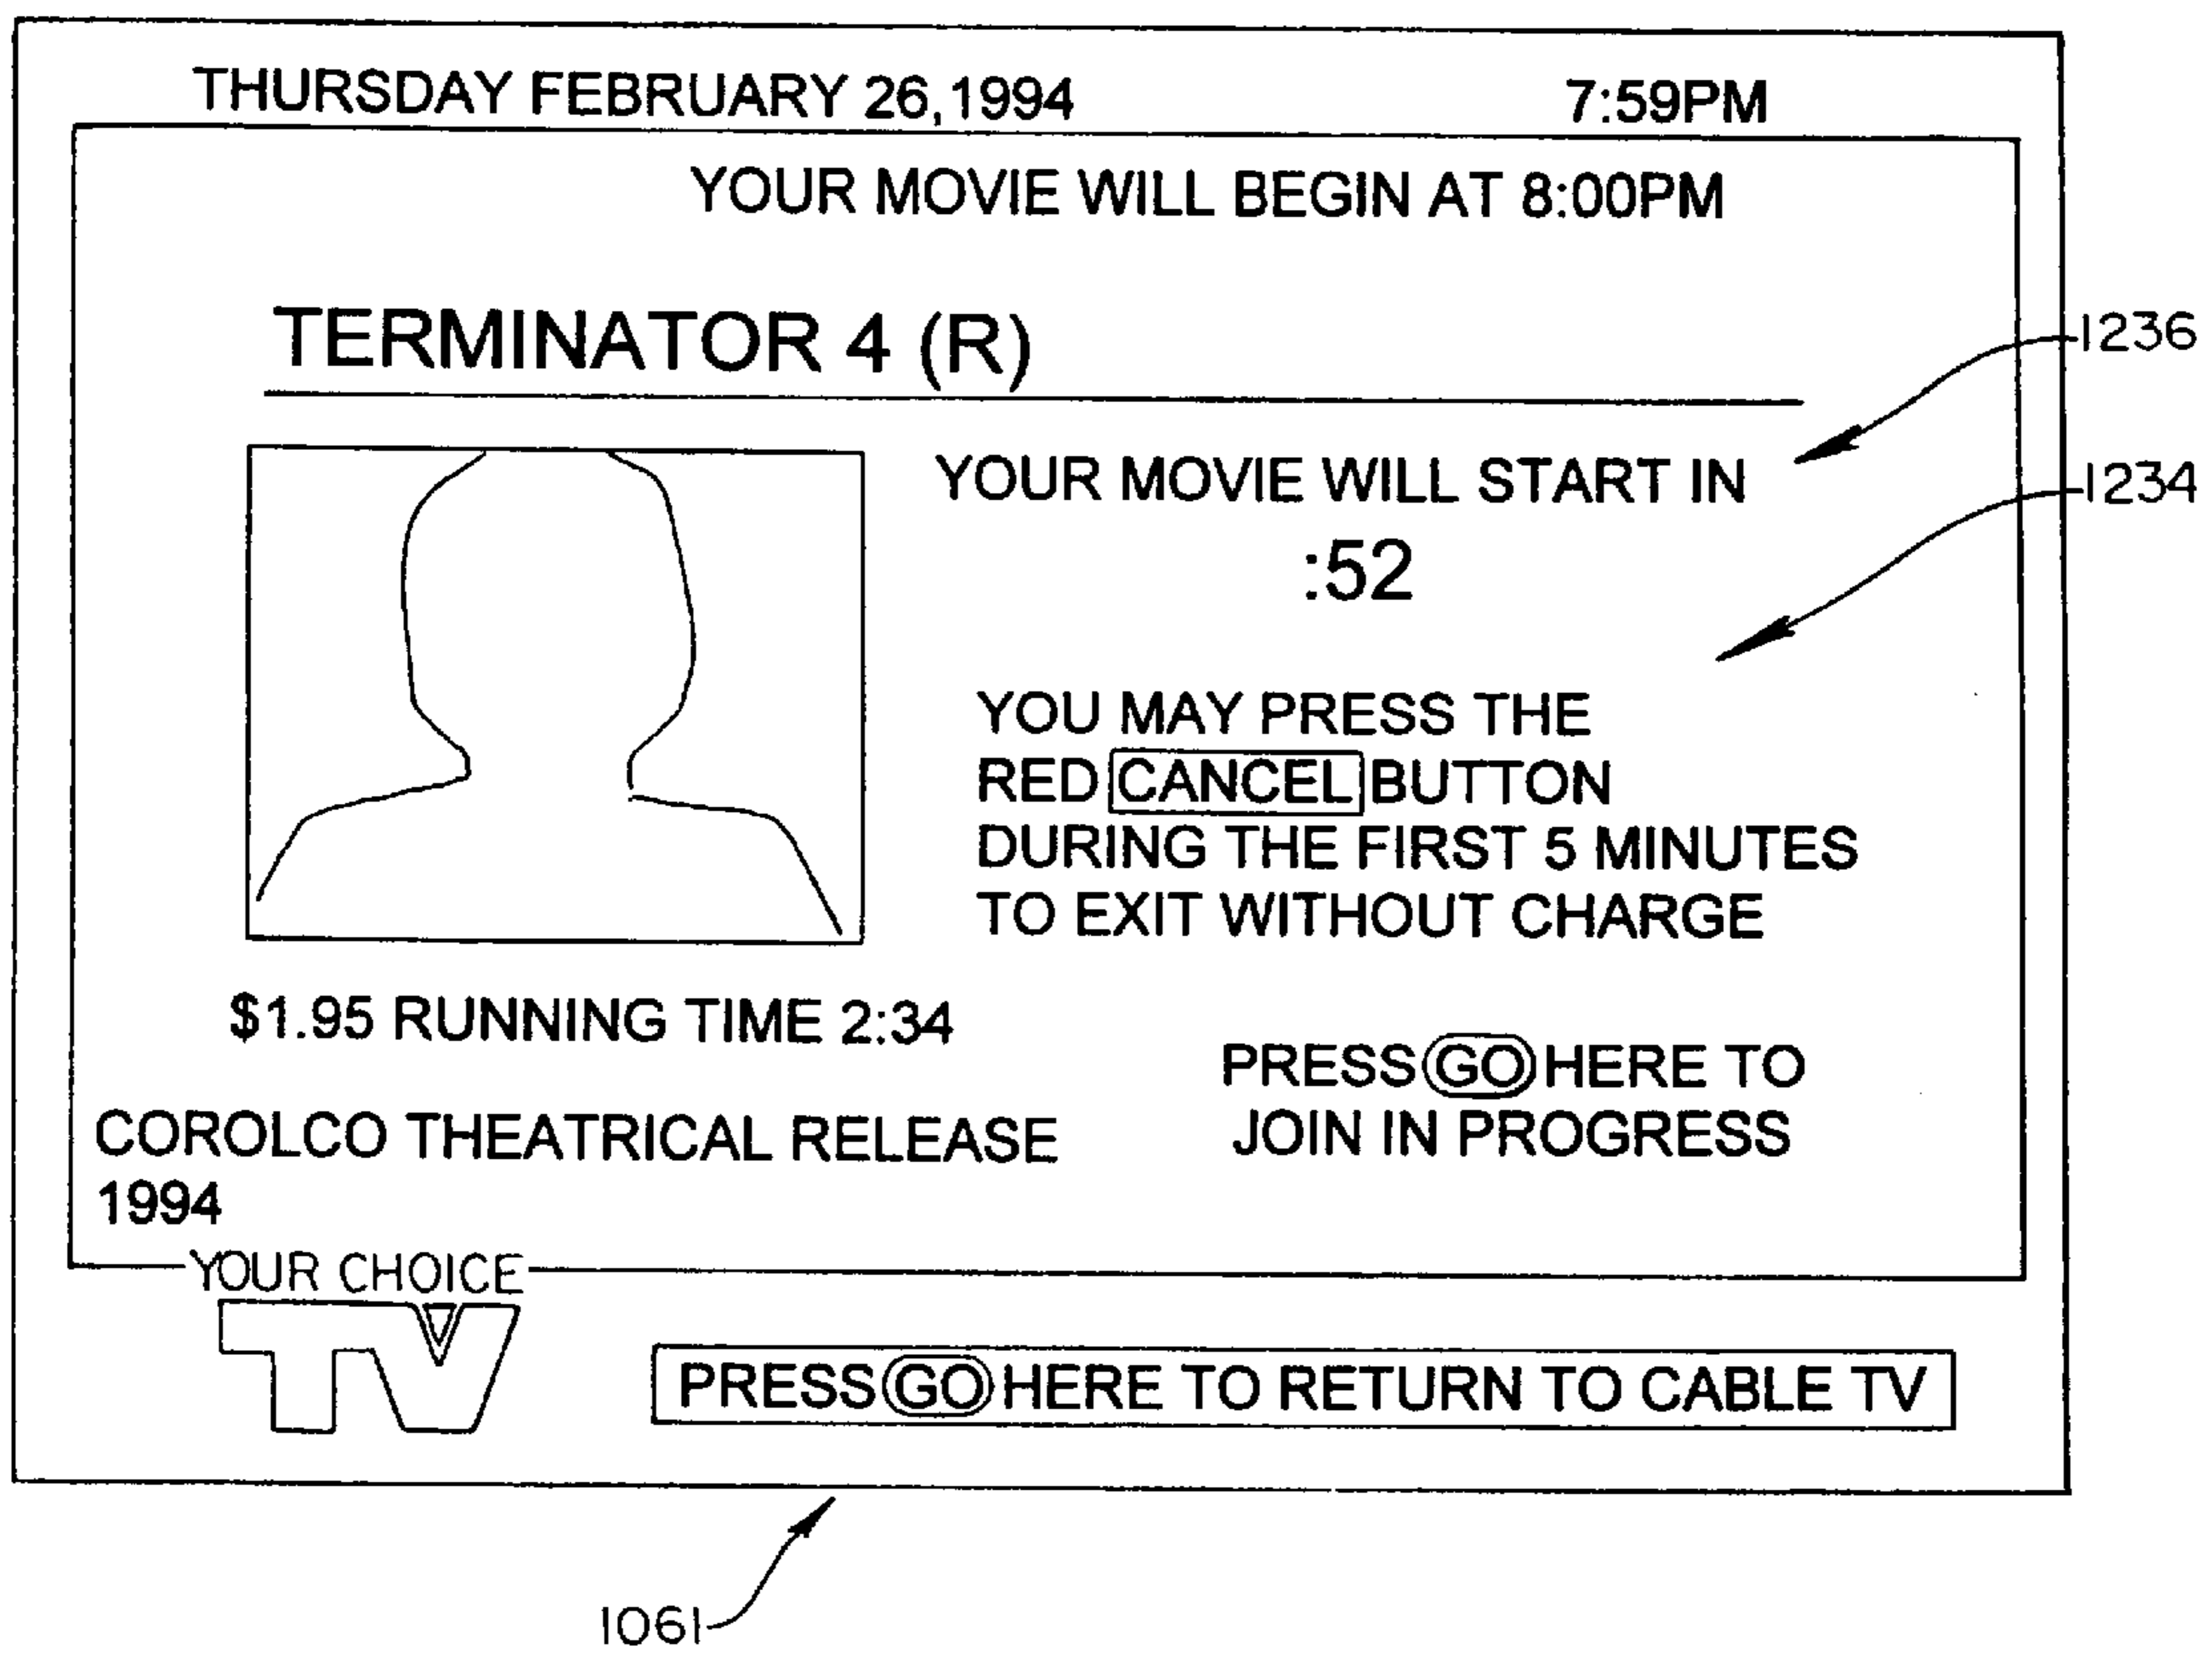 THURSDAY FEBRUARY 26,1994 7:59PM
YOUR MOVIE WILL BEGIN AT 8:00PM
TERMINATOR 4 (R)
1236
YOUR MOVIE WILL START IN
1234
:52
YOU MAY PRESS THE
RED CANCEL BUTTON
DURING THE FIRST 5 MINUTES
TO EXIT WITHOUT CHARGE
$1.95 RUNNING TIME 2:34
PRESS GO HERE TO
JOIN IN PROGRESS
COROLCO THEATRICAL RELEASE
1994
YOUR CHOICE
TV
PRESS GO HERE TO RETURN TO CABLE TV
1061